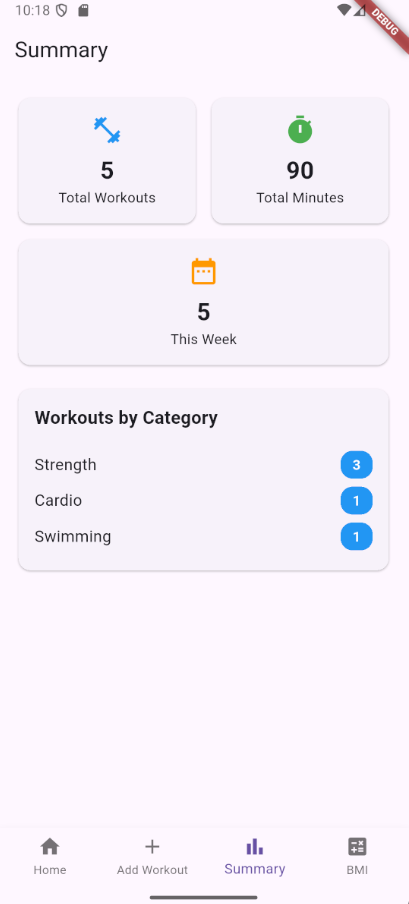 10:18
DEBUG
Summary
5
Total Workouts
90
Total Minutes
5
This Week
Workouts by Category
Strength 3
Cardio 1
Swimming 1
Home
Add Workout
Summary
BMI